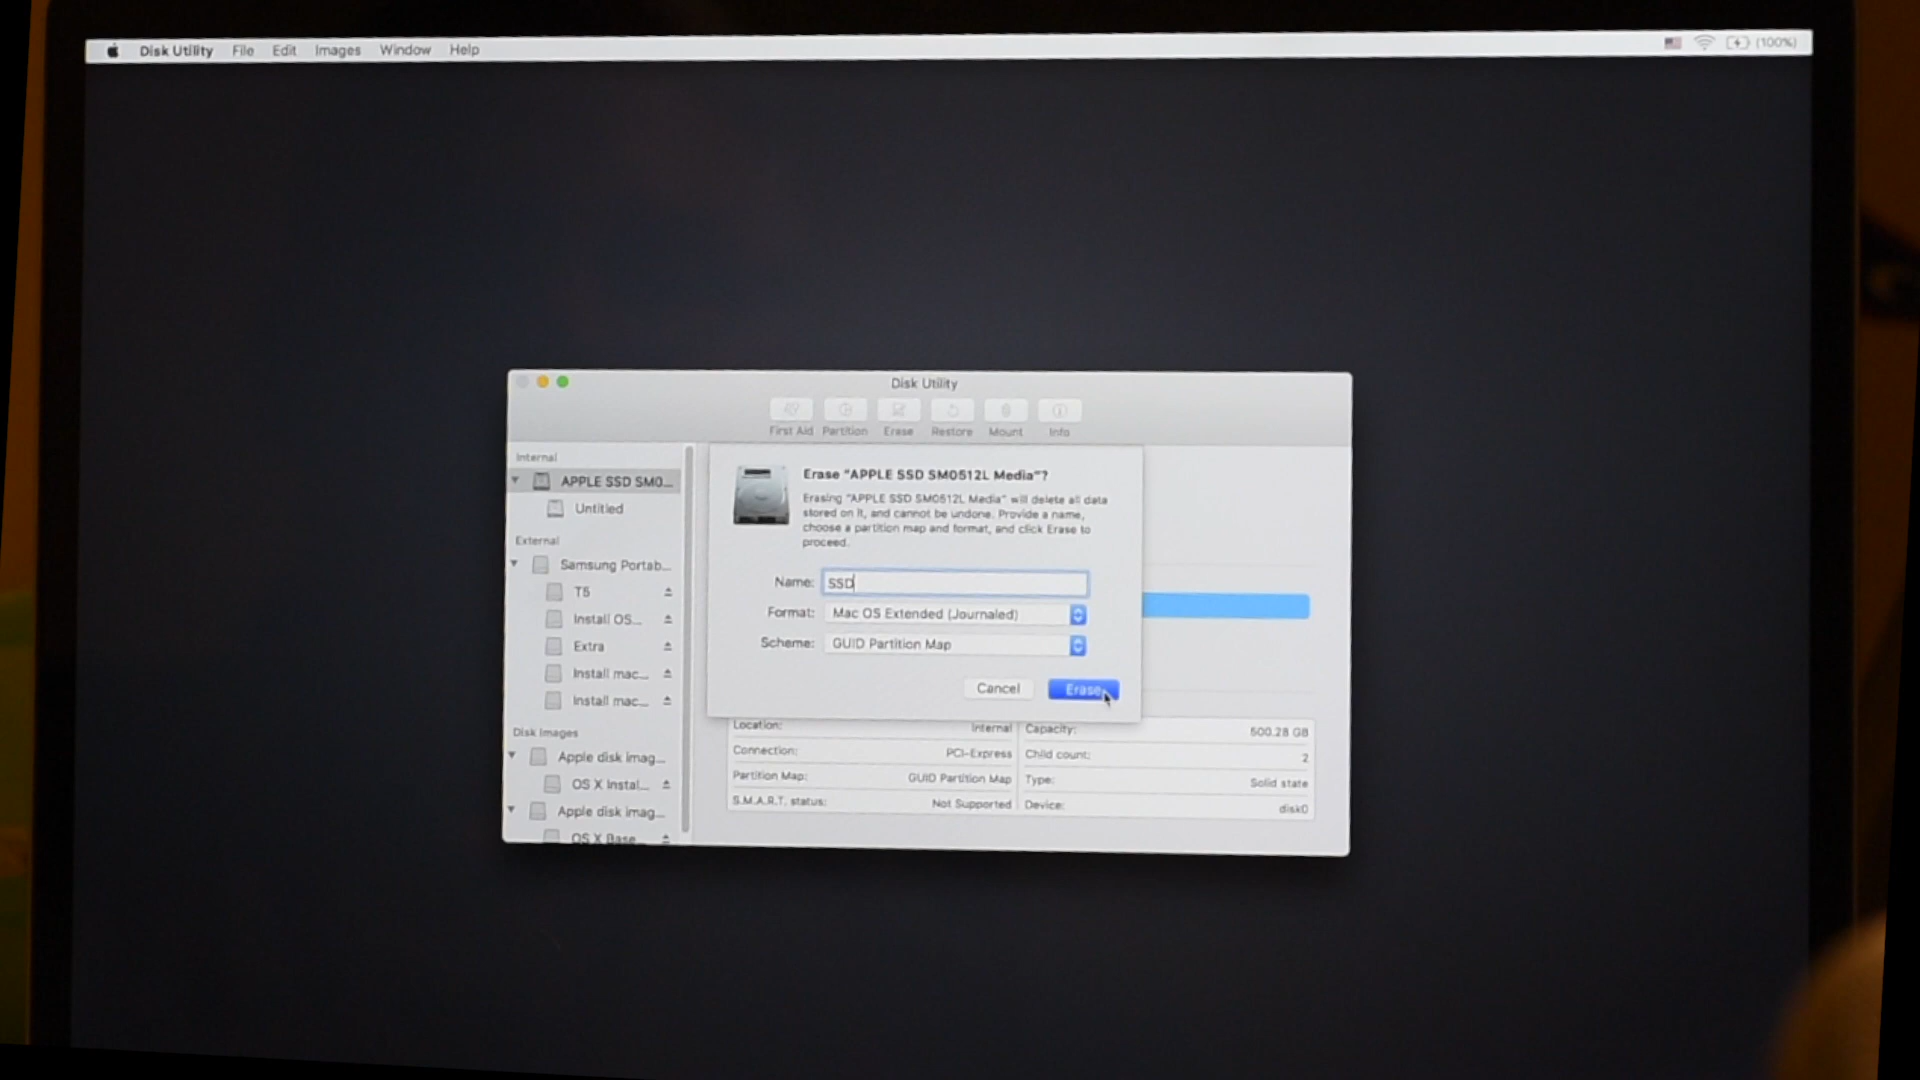 Disk Utility File Edit Images Window Help (100%)
Disk Utility
First Aid Partition Erase Restore Mount Info
Internal
APPLE SSD SM0...
Untitled
External
Samsung Portab...
T5
Install OS...
Extra
Install mac...
Install mac...
Disk Images
Apple disk imag...
OS X Instal...
Apple disk imag...
OS X Base...
Erase "APPLE SSD SM0512L Media"?
Erasing "APPLE SSD SM0512L Media" will delete all data
stored on it, and cannot be undone. Provide a name,
choose a partition map and format, and click Erase to
proceed.
Name: SSD
Format: Mac OS Extended (Journaled)
Scheme: GUID Partition Map
Cancel Erase
Location: Internal Capacity: 500.28 GB
Connection: PCI-Express Child count: 2
Partition Map: GUID Partition Map Type: Solid state
S.M.A.R.T. status: Not Supported Device: disk0